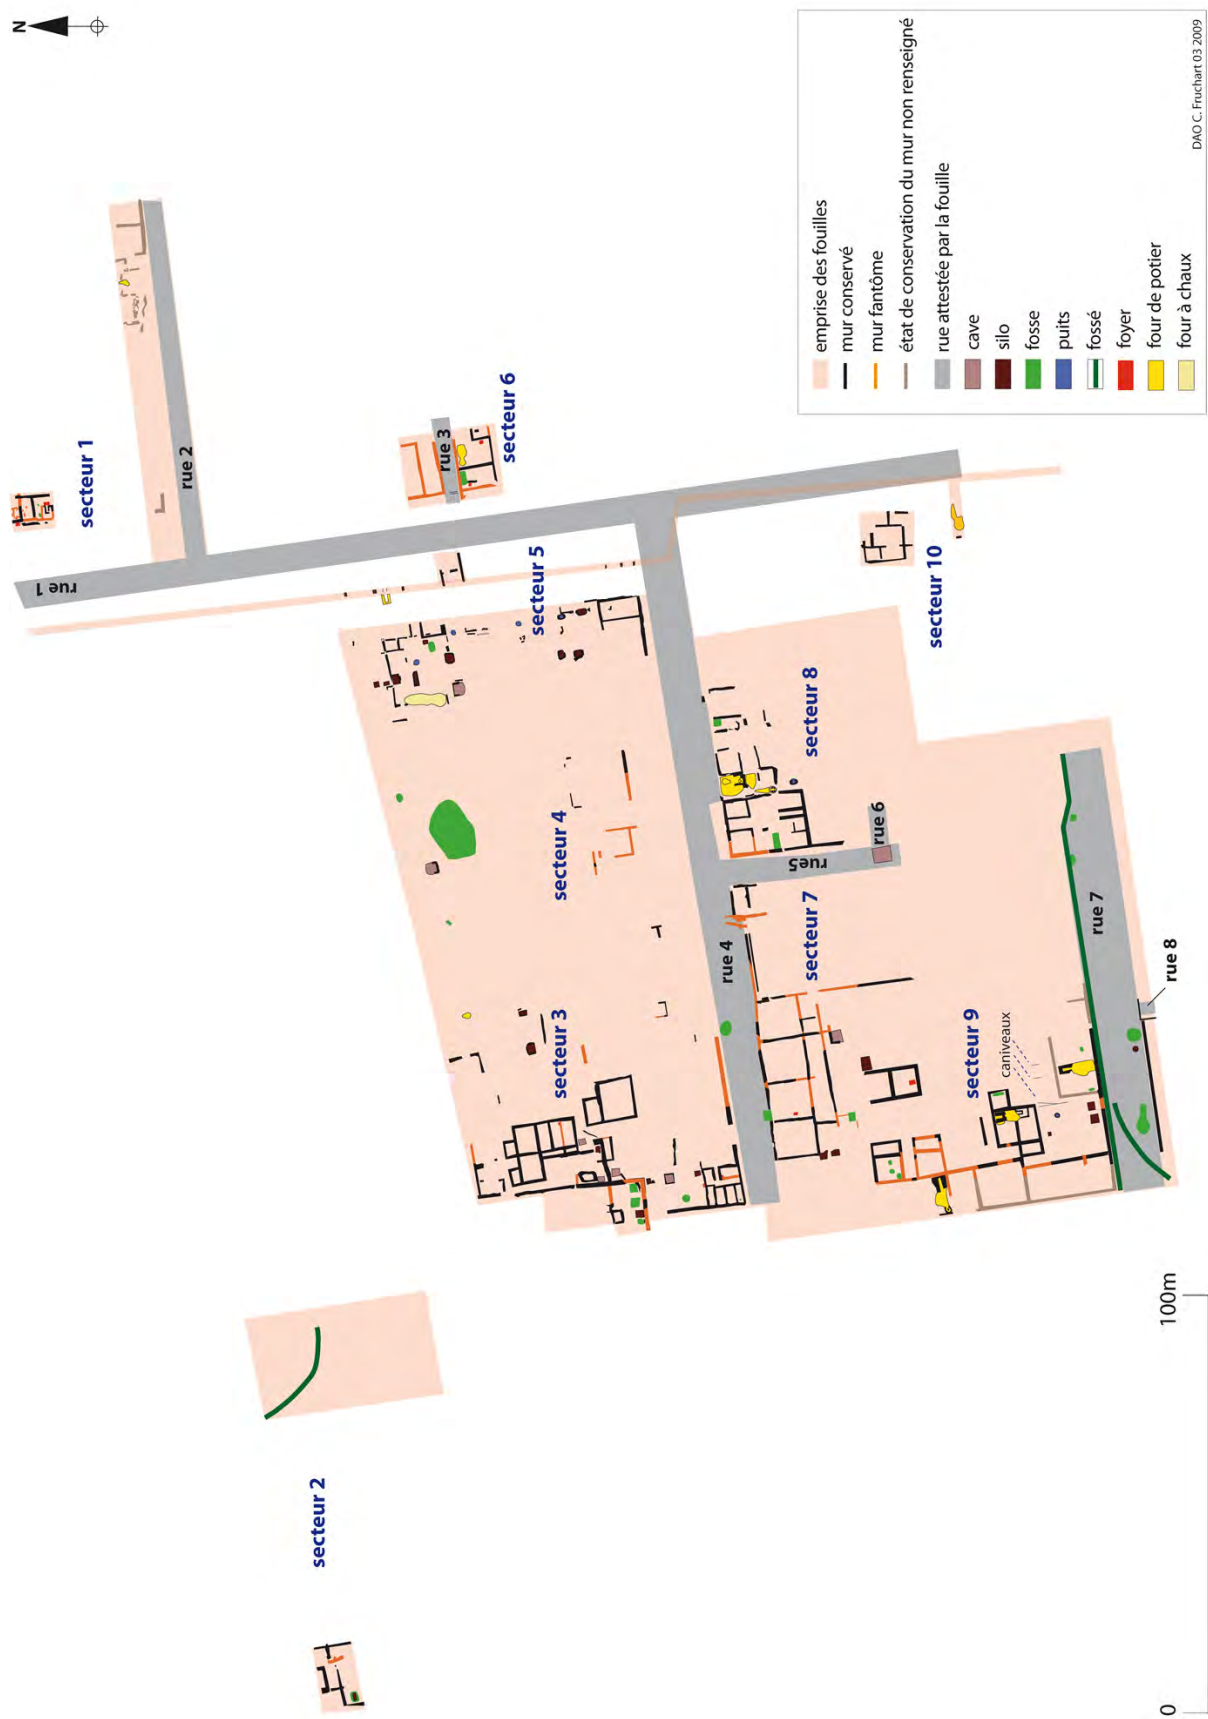 N
rue 1
secteur 1
rue 2
rue 3
secteur 6
secteur 5
secteur 10
secteur 4
secteur 8
rue 6
rue5
secteur 7
rue 4
secteur 3
secteur 9
caniveaux
rue 7
rue 8
secteur 2
0
100m
emprise des fouilles
mur conservé
mur fantôme
état de conservation du mur non renseigné
rue attestée par la fouille
cave
silo
fosse
puits
fossé
foyer
four de potier
four à chaux
DAO C. Fruchart 03 2009